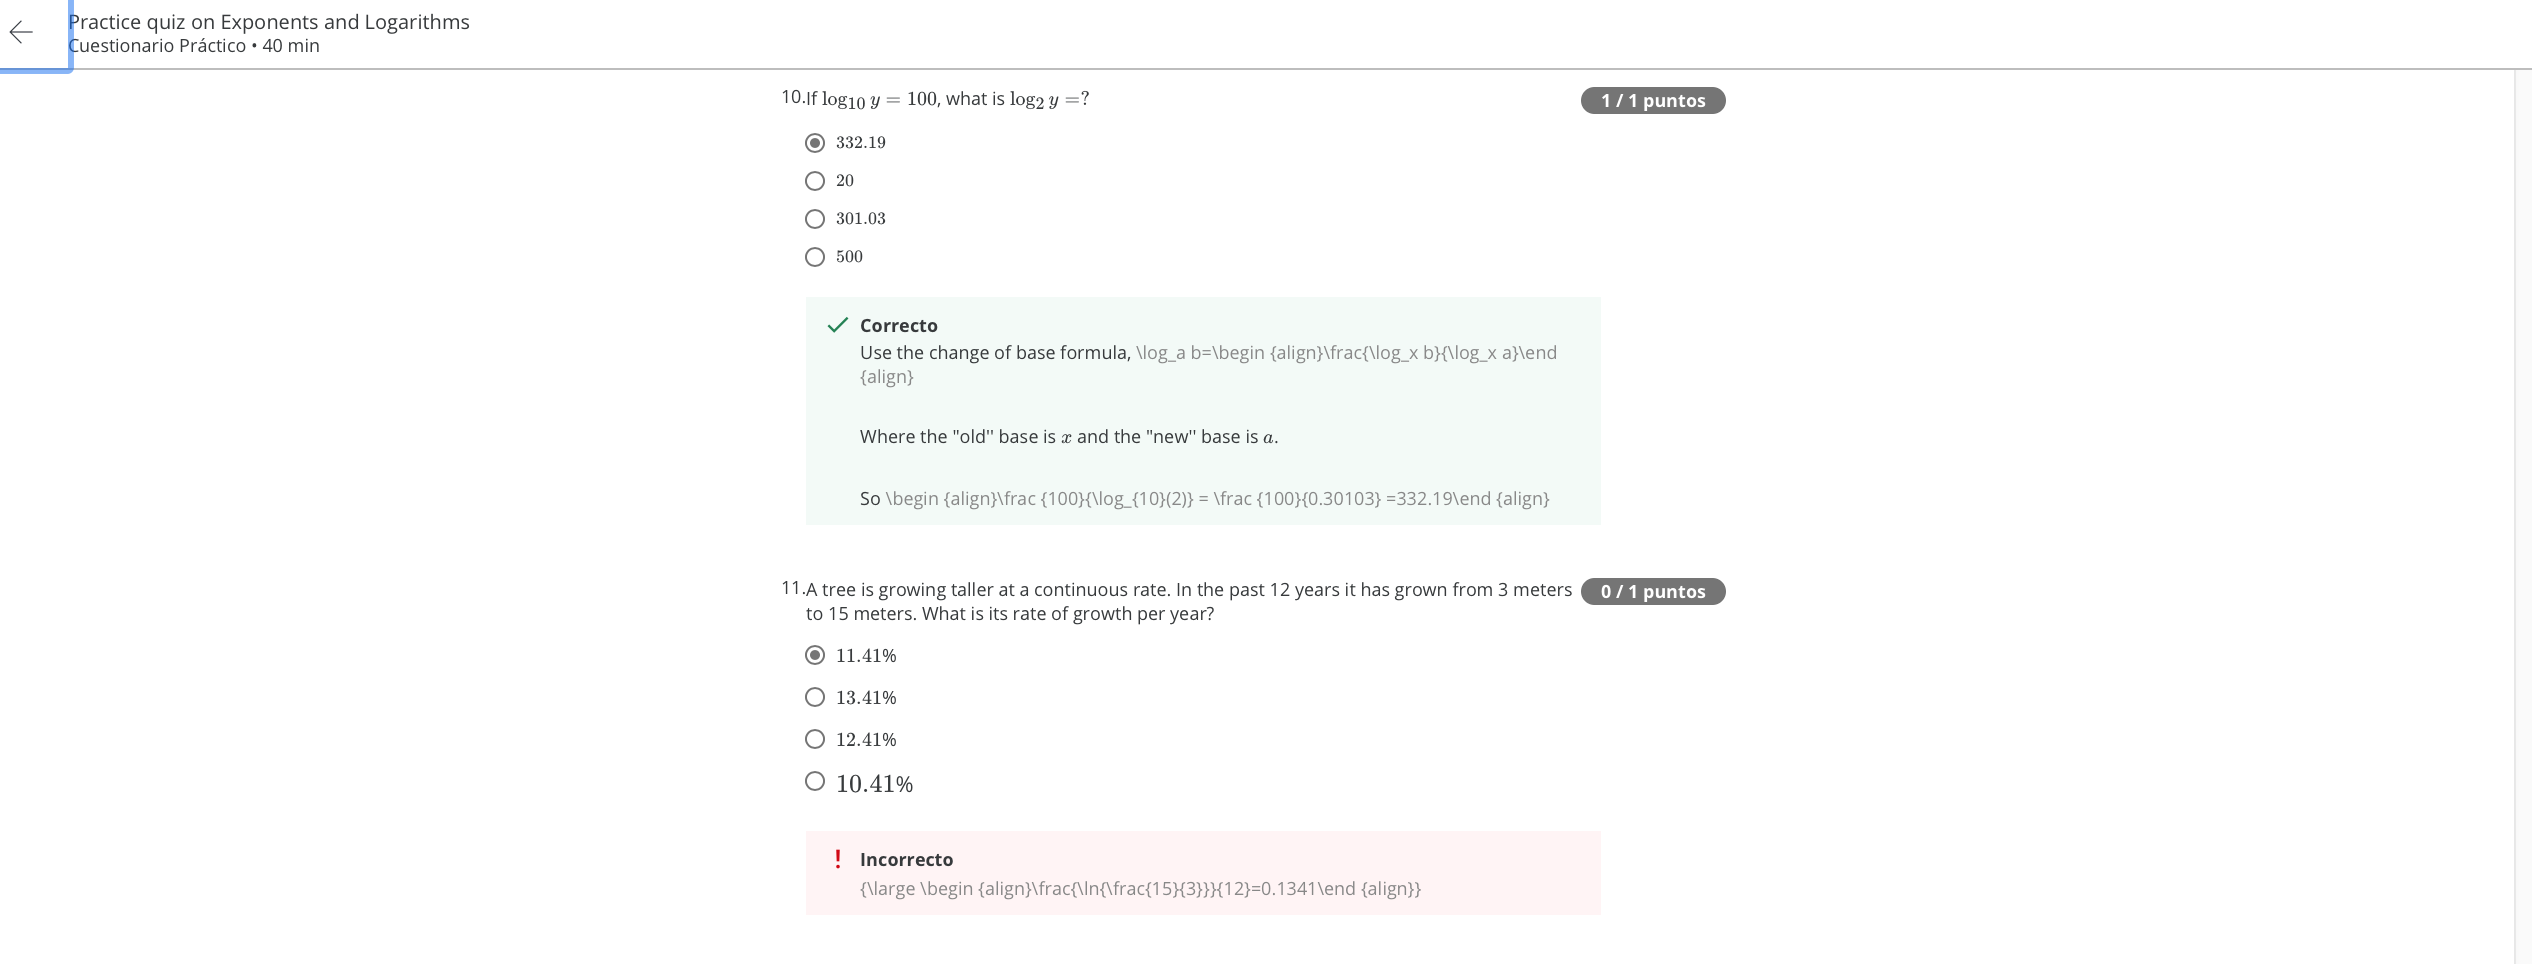 Practice quiz on Exponents and Logarithms
Cuestionario Práctico • 40 min
10. If log₁₀ y = 100, what is log₂ y =?
1 / 1 puntos
332.19
20
301.03
500
Correcto
Use the change of base formula, \log_a b=\begin {align}\frac{\log_x b}{\log_x a}\end
{align}
Where the "old'' base is x and the "new'' base is a.
So \begin {align}\frac {100}{\log_{10}(2)} = \frac {100}{0.30103} =332.19\end {align}
11. A tree is growing taller at a continuous rate. In the past 12 years it has grown from 3 meters
to 15 meters. What is its rate of growth per year?
0 / 1 puntos
11.41%
13.41%
12.41%
10.41%
! Incorrecto
{\large \begin {align}\frac{\ln{\frac{15}{3}}}{12}=0.1341\end {align}}